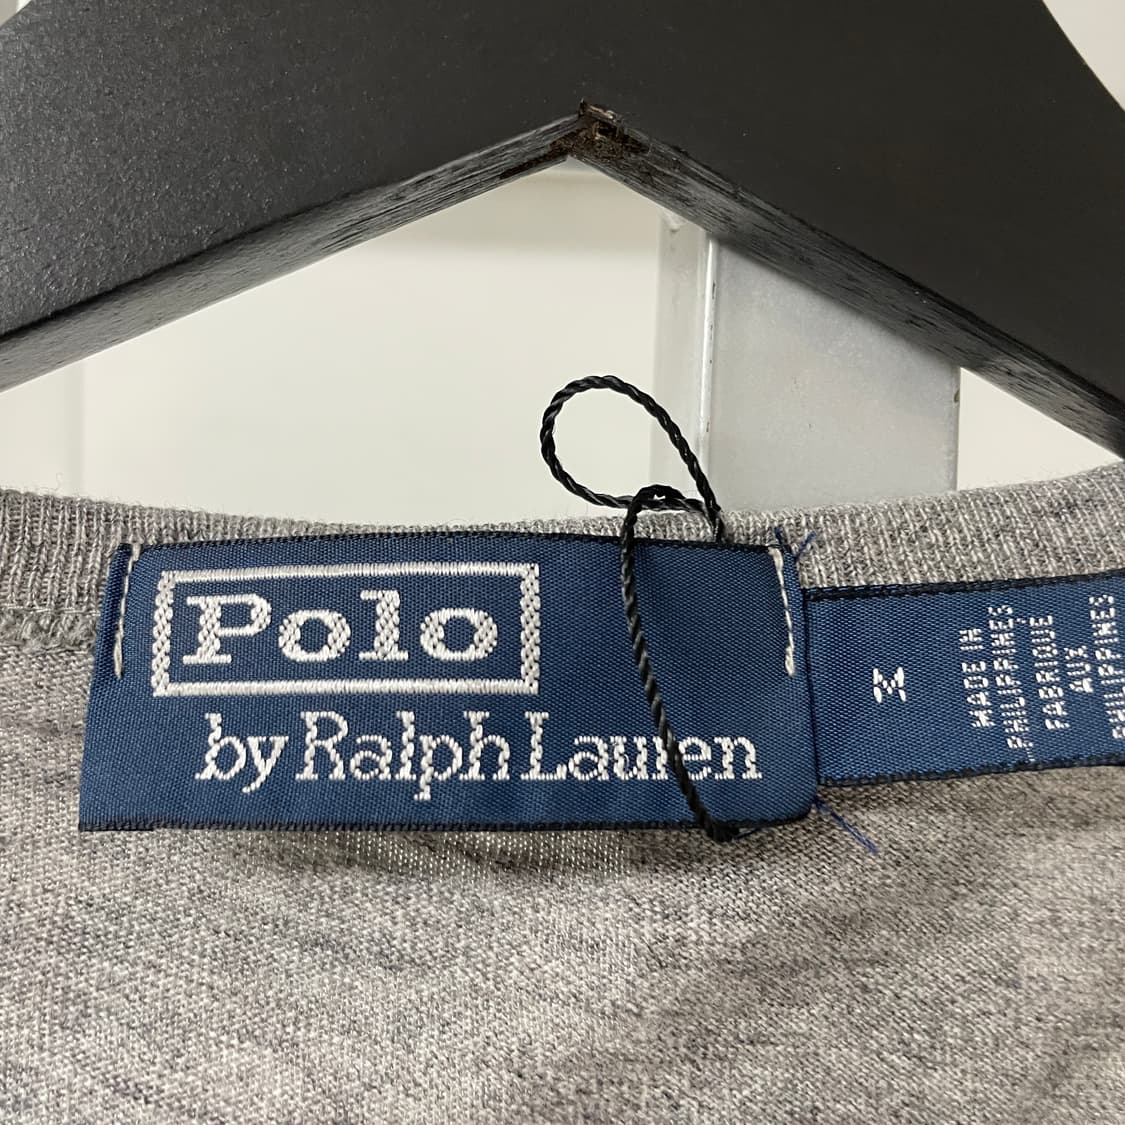 Polo
by Ralph Lauren
M
MADE IN
PHILIPPINES
FABRIQUE
AUX
PHILIPPINES